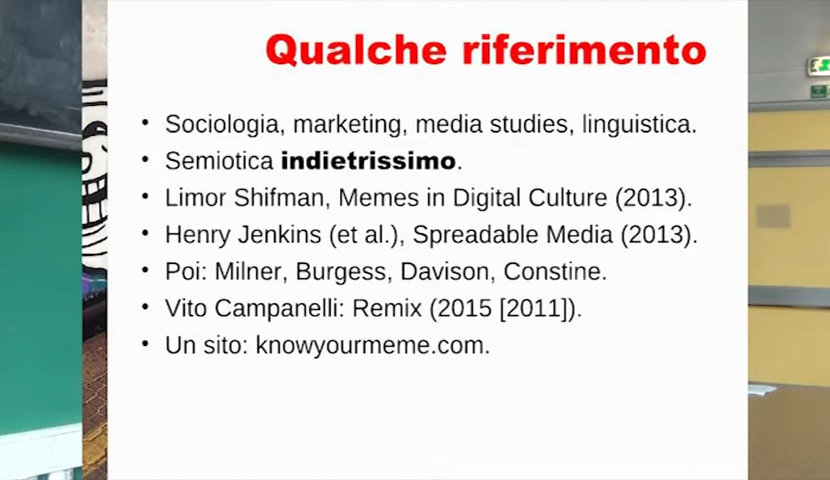 Qualche riferimento
• Sociologia, marketing, media studies, linguistica.
• Semiotica indietrissimo.
• Limor Shifman, Memes in Digital Culture (2013).
• Henry Jenkins (et al.), Spreadable Media (2013).
• Poi: Milner, Burgess, Davison, Constine.
• Vito Campanelli: Remix (2015 [2011]).
• Un sito: knowyourmeme.com.